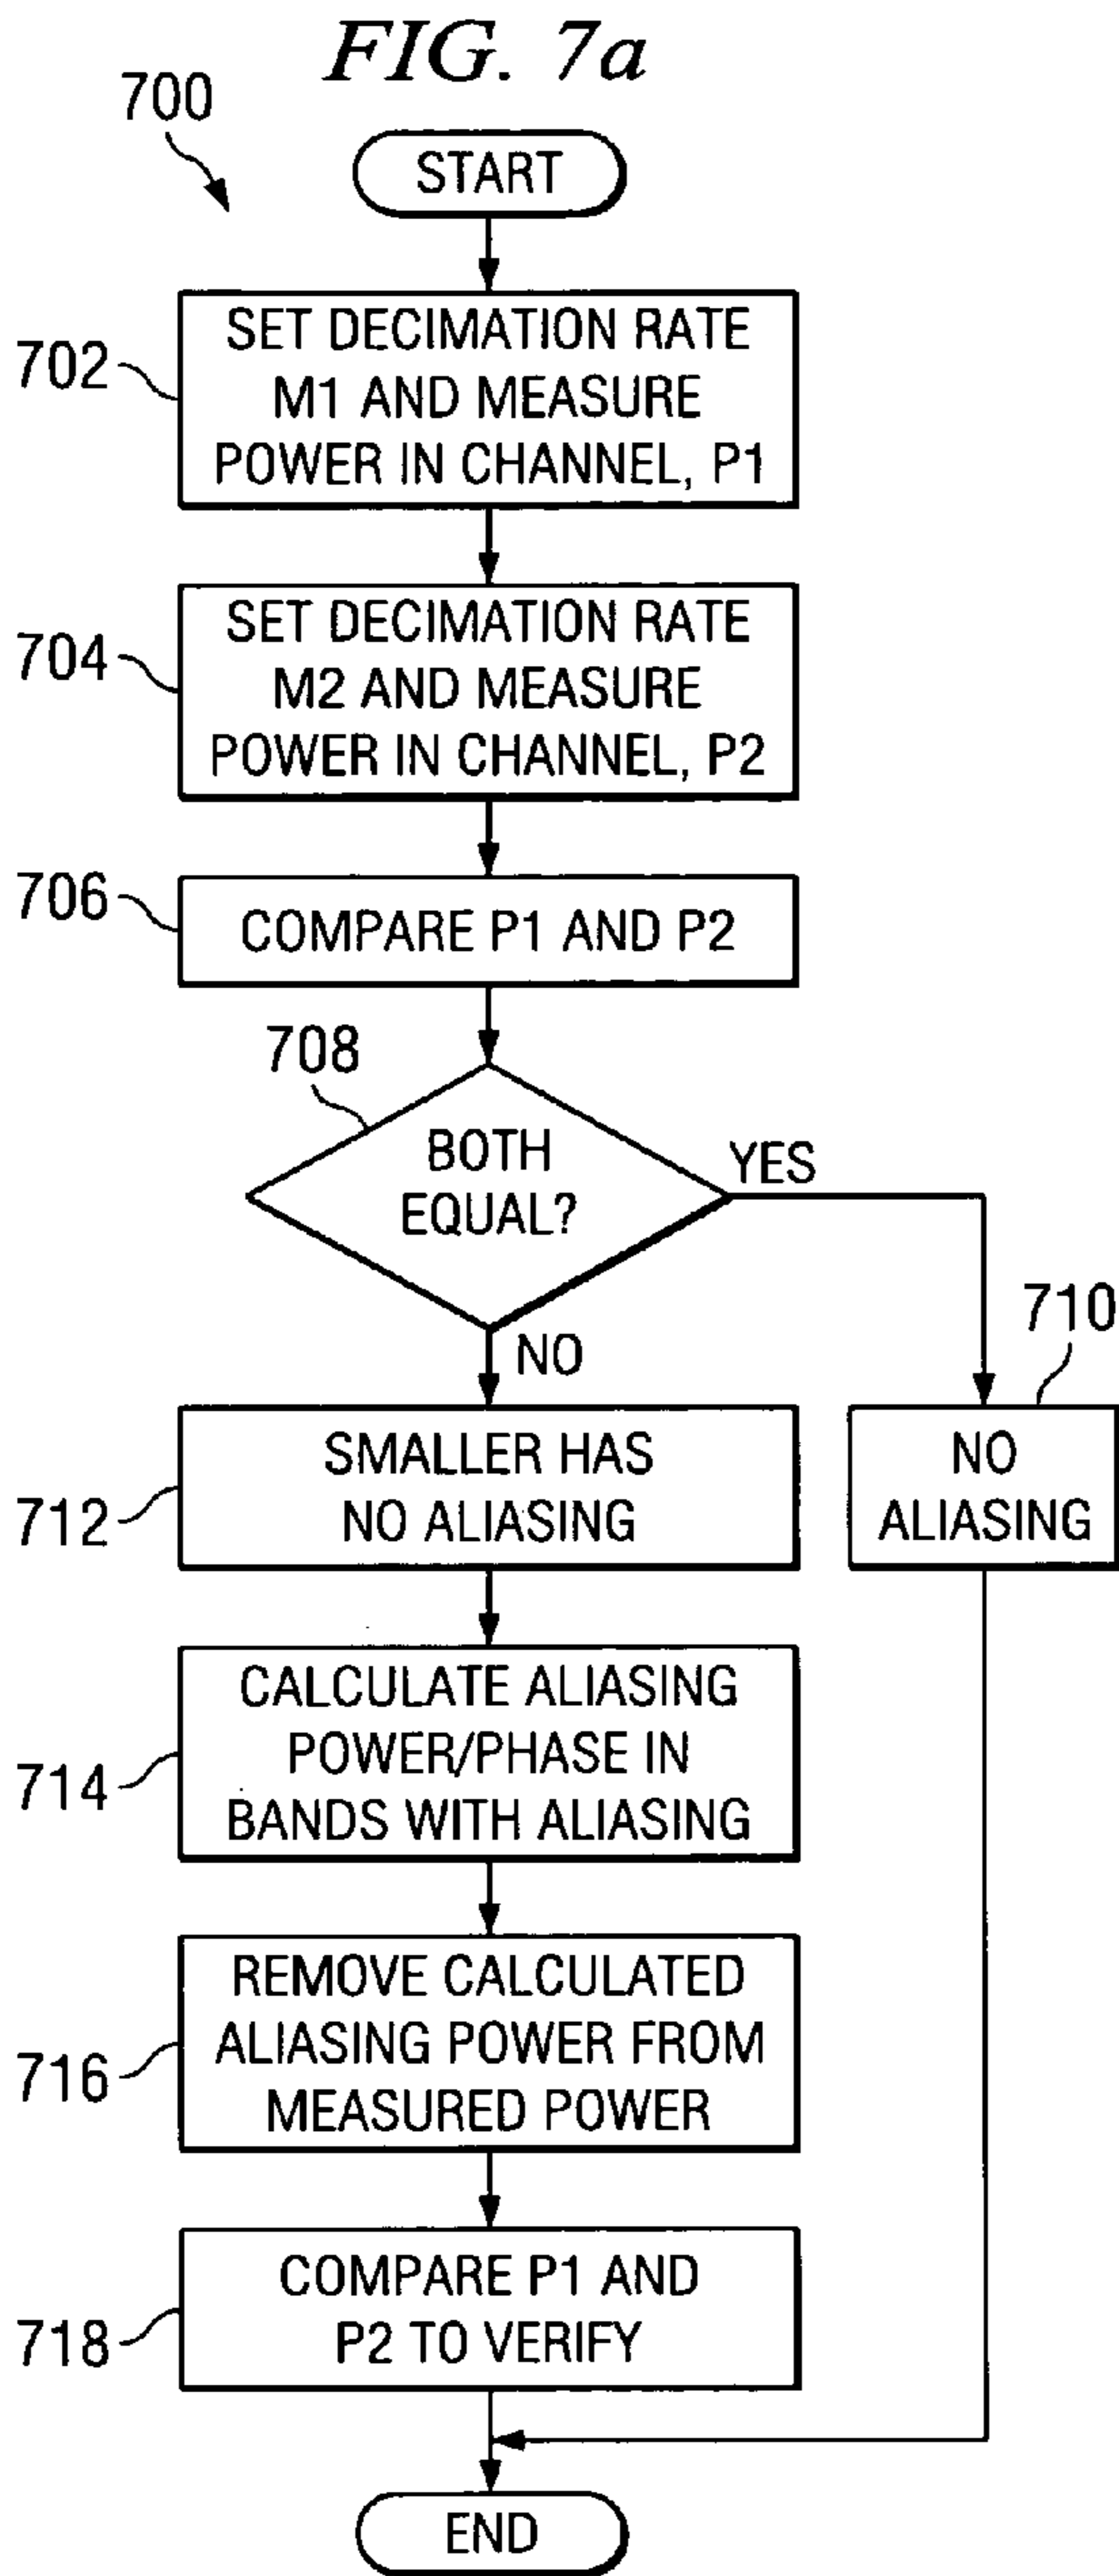 FIG. 7a
700
START
702
SET DECIMATION RATE
M1 AND MEASURE
POWER IN CHANNEL, P1
704
SET DECIMATION RATE
M2 AND MEASURE
POWER IN CHANNEL, P2
706
COMPARE P1 AND P2
708
BOTH
EQUAL?
YES
NO
710
NO
ALIASING
712
SMALLER HAS
NO ALIASING
714
CALCULATE ALIASING
POWER/PHASE IN
BANDS WITH ALIASING
716
REMOVE CALCULATED
ALIASING POWER FROM
MEASURED POWER
718
COMPARE P1 AND
P2 TO VERIFY
END